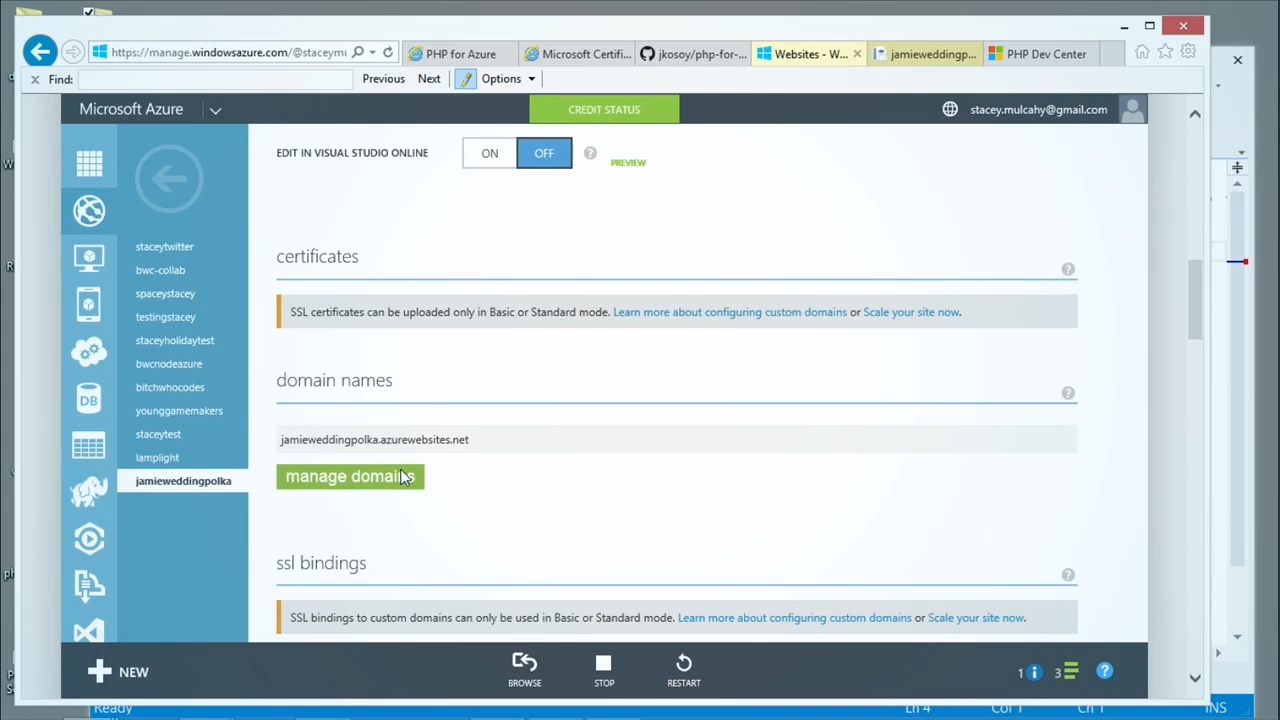 https://manage.windowsazure.com/@staceymu
PHP for Azure
Microsoft Certifi...
jkosoy/php-for...
Websites - W...
jamieweddingp...
PHP Dev Center
Find:
Previous
Next
Options
Microsoft Azure
CREDIT STATUS
stacey.mulcahy@gmail.com
EDIT IN VISUAL STUDIO ONLINE
ON
OFF
PREVIEW
staceytwitter
bwc-collab
spaceystacey
testingstacey
staceyholidaytest
bwcnodeazure
bitchwhocodes
younggamemakers
staceytest
lamplight
jamieweddingpolka
DB
certificates
SSL certificates can be uploaded only in Basic or Standard mode. Learn more about configuring custom domains or Scale your site now.
domain names
jamieweddingpolka.azurewebsites.net
manage domains
ssl bindings
SSL bindings to custom domains can only be used in Basic or Standard mode. Learn more about configuring custom domains or Scale your site now.
NEW
BROWSE
STOP
RESTART
1
3
Ready
Ln 4
Col 1
Ch 1
INS